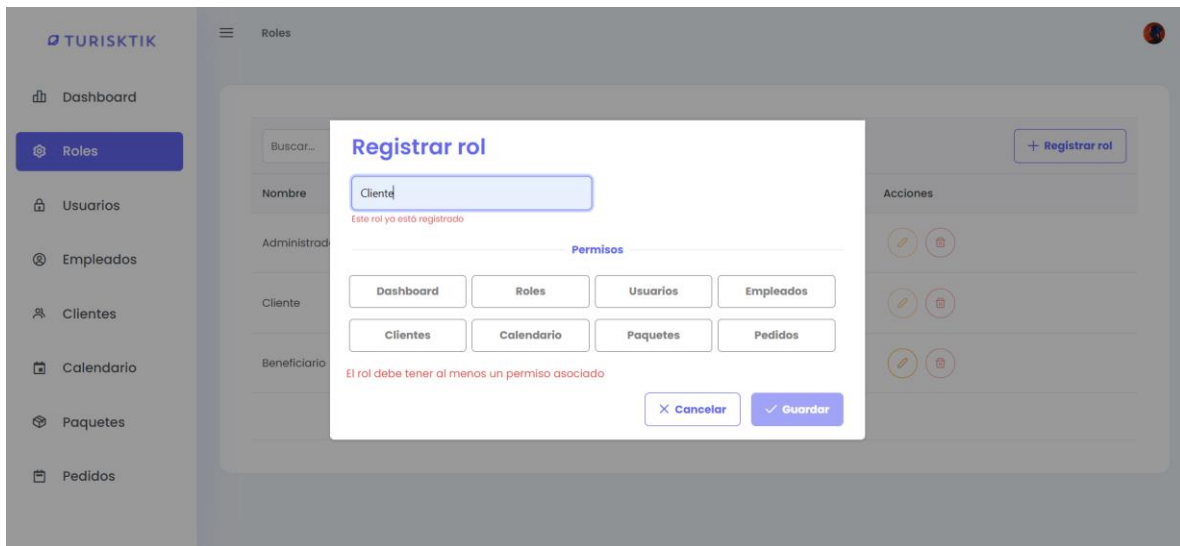 TURISKTIK
Roles
Dashboard
Roles
Usuarios
Empleados
Clientes
Calendario
Paquetes
Pedidos
Buscar...
+ Registrar rol
Nombre
Acciones
Cliente
Beneficiario
Registrar rol
Cliente
Este rol ya está registrado
Permisos
Dashboard Roles Usuarios Empleados
Clientes Calendario Paquetes Pedidos
El rol debe tener al menos un permiso asociado
Cancelar Guardar